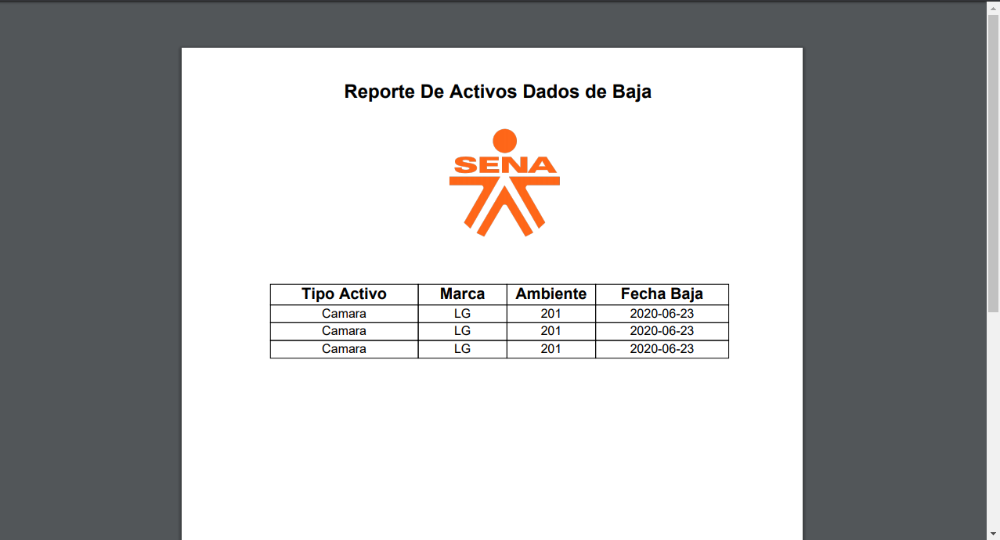 Reporte De Activos Dados de Baja
SENA
Tipo Activo Marca Ambiente Fecha Baja
Camara LG 201 2020-06-23
Camara LG 201 2020-06-23
Camara LG 201 2020-06-23